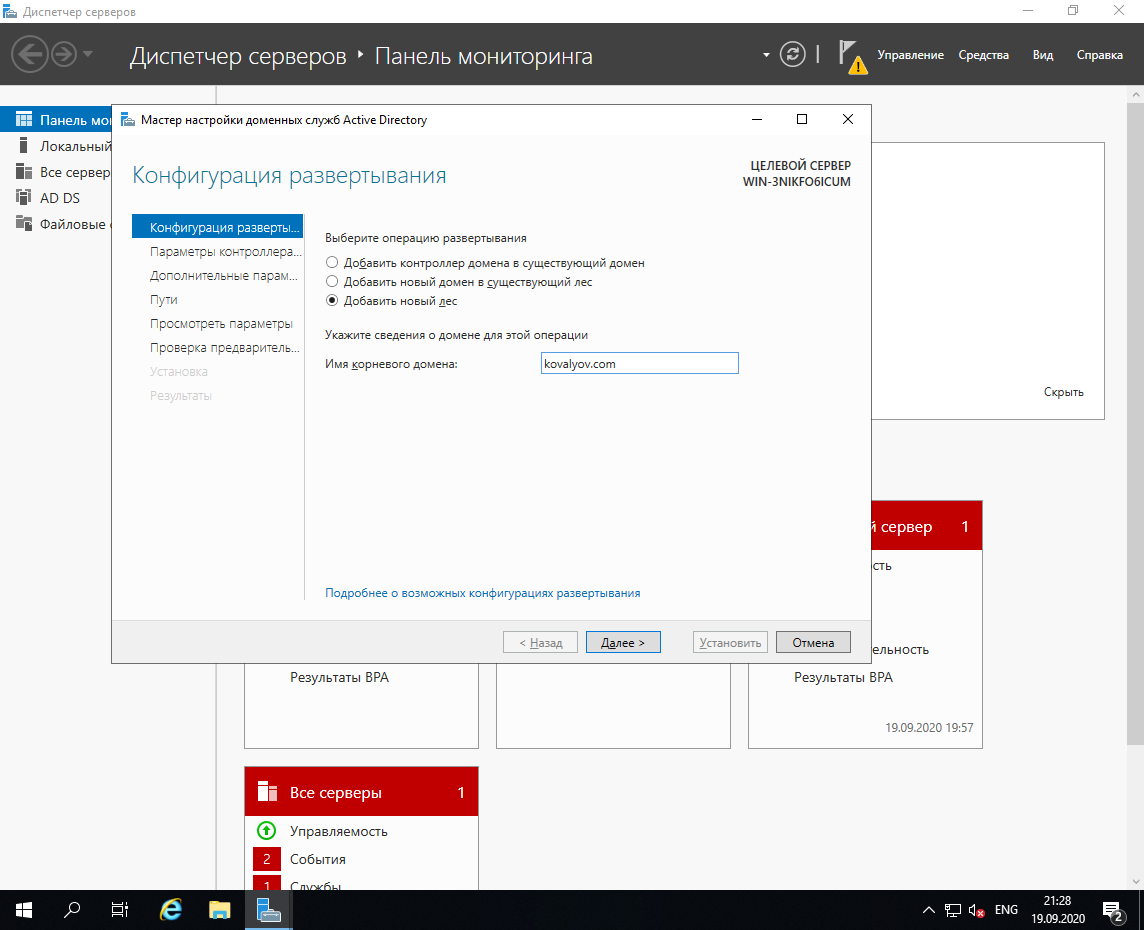 Диспетчер серверов
Диспетчер серверов
Панель мониторинга
Управление Средства Вид Справка
Панель
Локальный
Все
AD DS
Файловые
Мастер настройки доменных служб Active Directory
Конфигурация развертывания
ЦЕЛЕВОЙ СЕРВЕР
WIN-3NIKFO6ICUM
Конфигурация разверты...
Параметры контроллера...
Дополнительные парам...
Пути
Просмотреть параметры
Проверка предваритель...
Установка
Результаты
Выберите операцию развертывания
Добавить контроллер домена в существующий домен
Добавить новый домен в существующий лес
Добавить новый лес
Укажите сведения о домене для этой операции
Имя корневого домена:
kovalyov.com
Подробнее о возможных конфигурациях развертывания
< Назад Далее > Установить Отмена
Скрыть
й сервер 1
ость
ельность
Результаты BPA
Результаты BPA
19.09.2020 19:57
Все серверы 1
Управляемость
2 События
1 Службы
ENG
21:28
19.09.2020
2